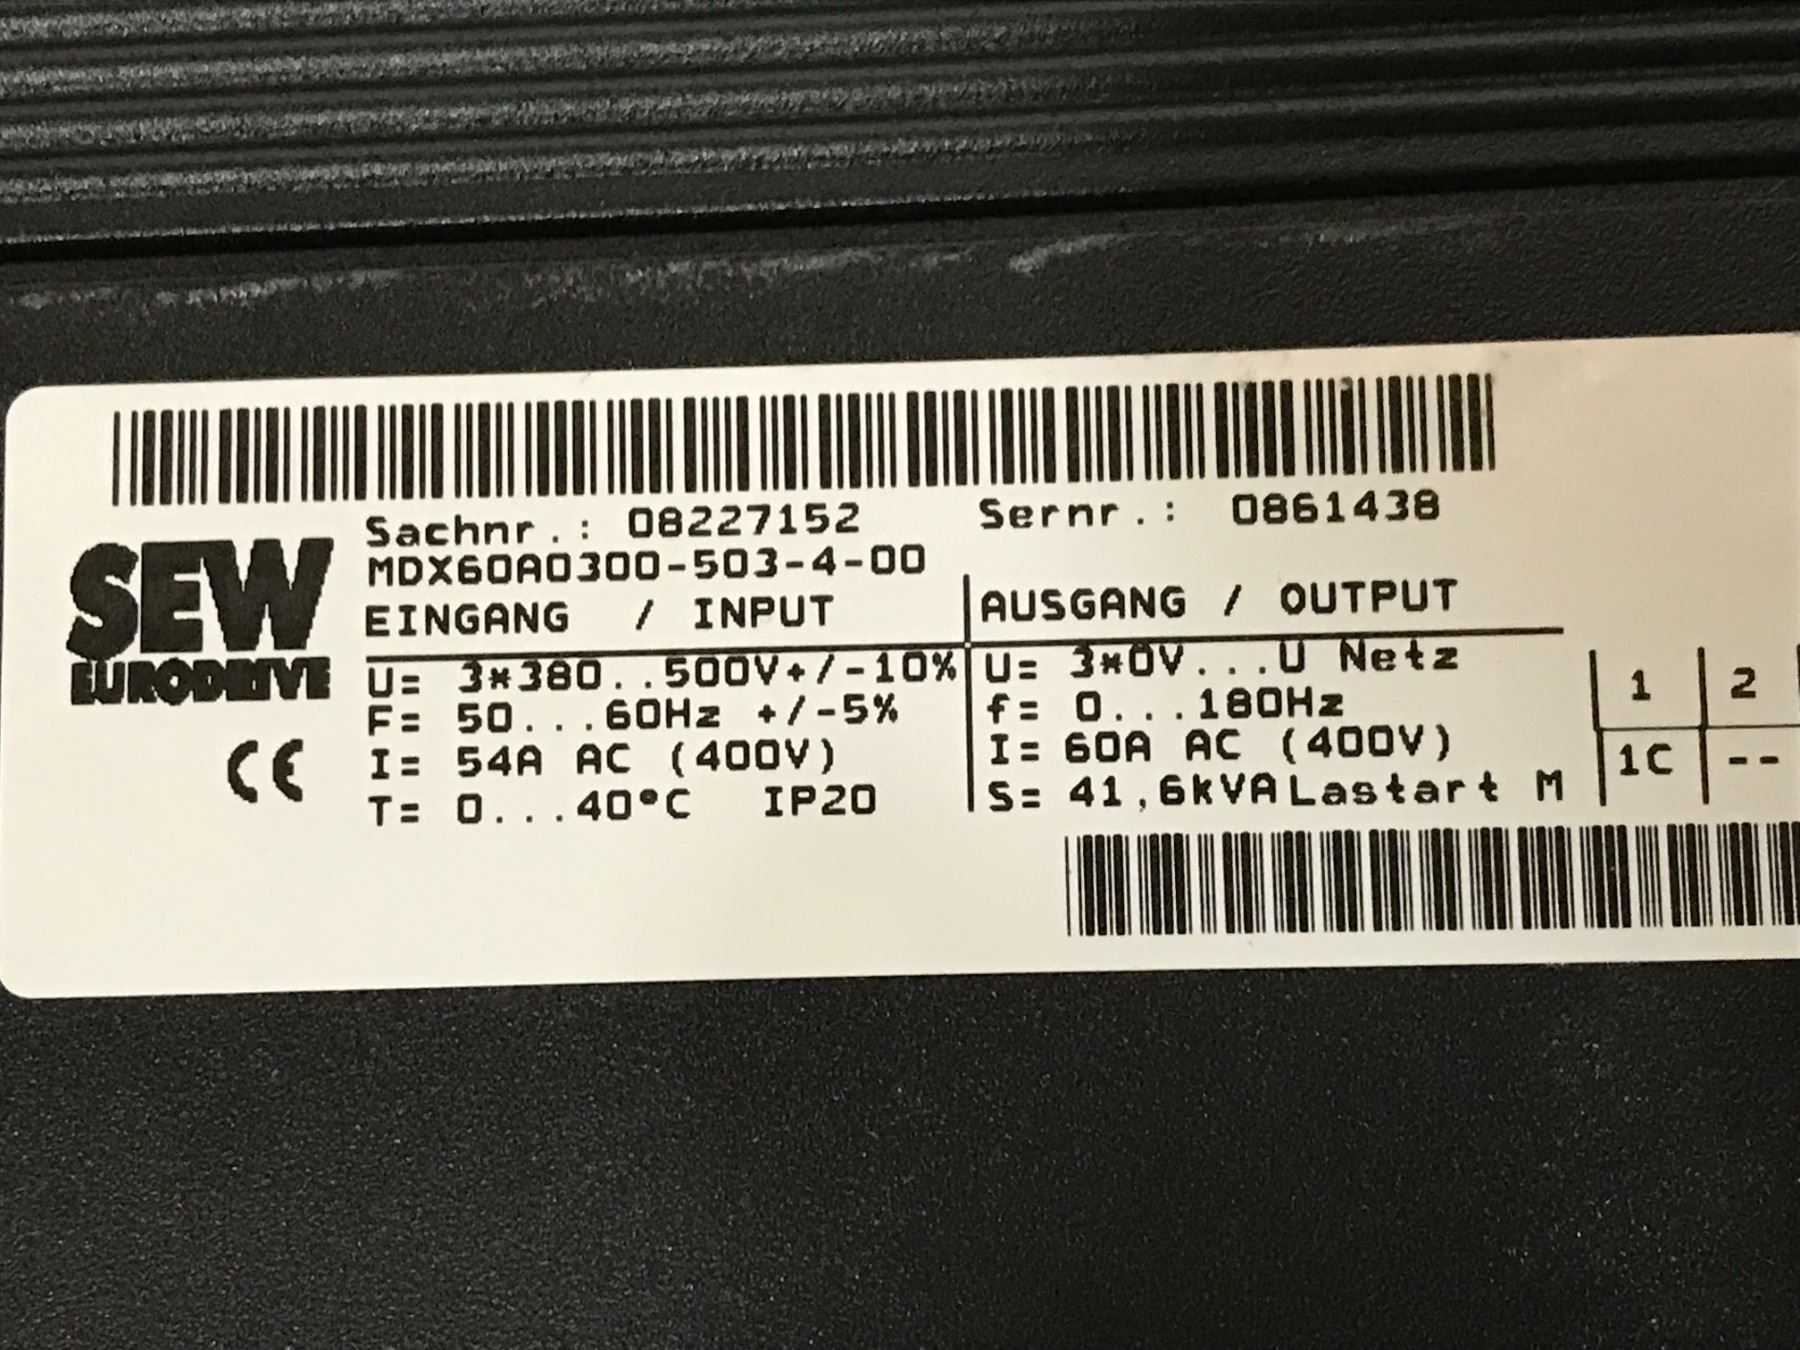 Sachnr.: 08227152 Sernr.: 0861438
MDX60A0300-503-4-00
SEW
EURODRIVE
EINGANG / INPUT
U= 3*380..500V+/-10%
F= 50...60Hz +/-5%
I= 54A AC (400V)
T= 0...40°C IP20
CE
AUSGANG / OUTPUT
U= 3*0V...U Netz
f= 0...180Hz
I= 60A AC (400V)
S= 41,6kVA Lastart M
1 2
1C --